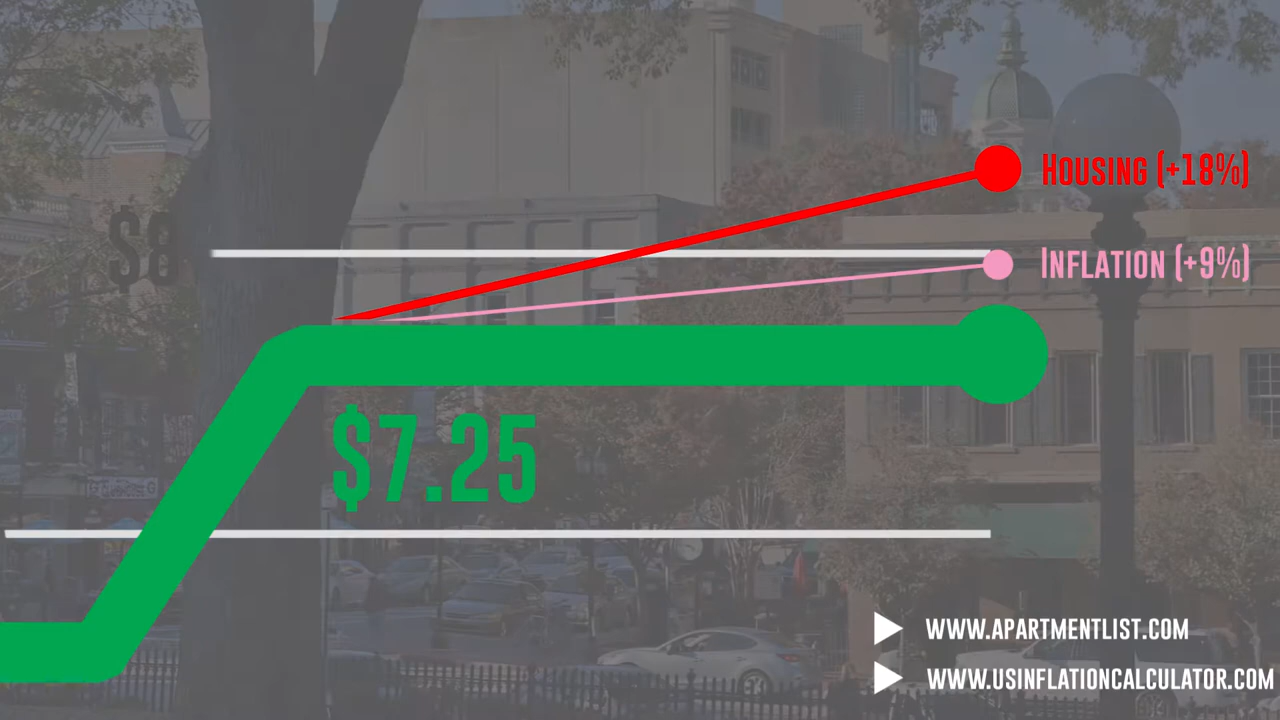 Housing (+18%)
$8
Inflation (+9%)
$7.25
www.apartmentlist.com
www.usinflationcalculator.com